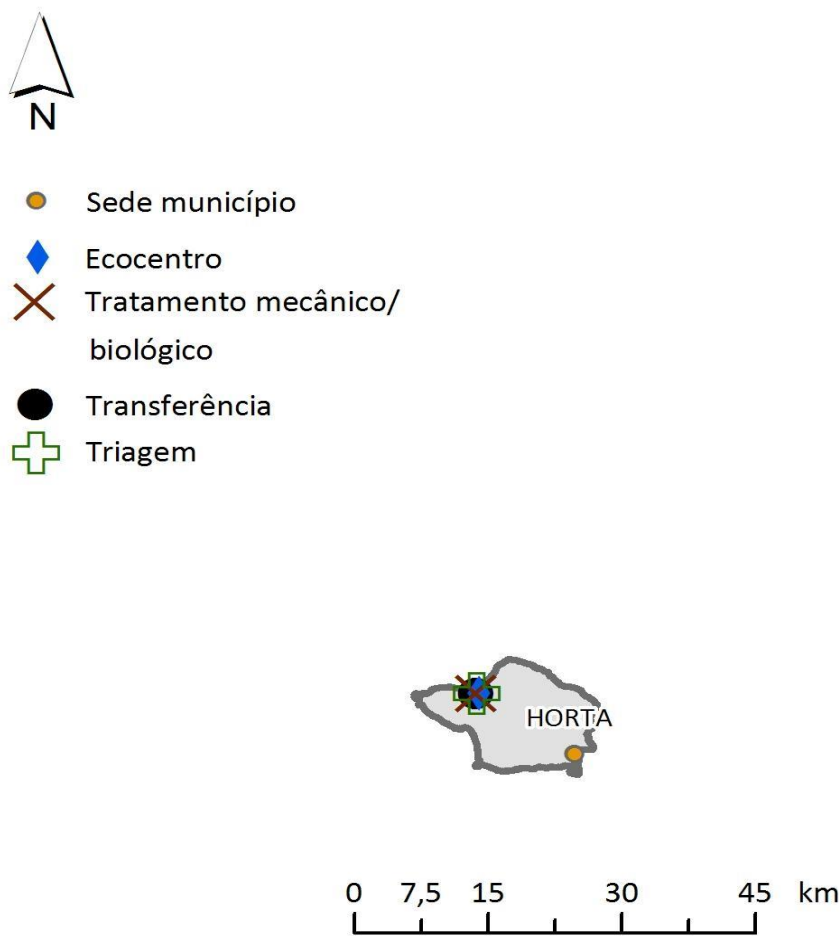 N
Sede município
Ecocentro
Tratamento mecânico/
biológico
Transferência
Triagem
HORTA
0 7,5 15 30 45 km